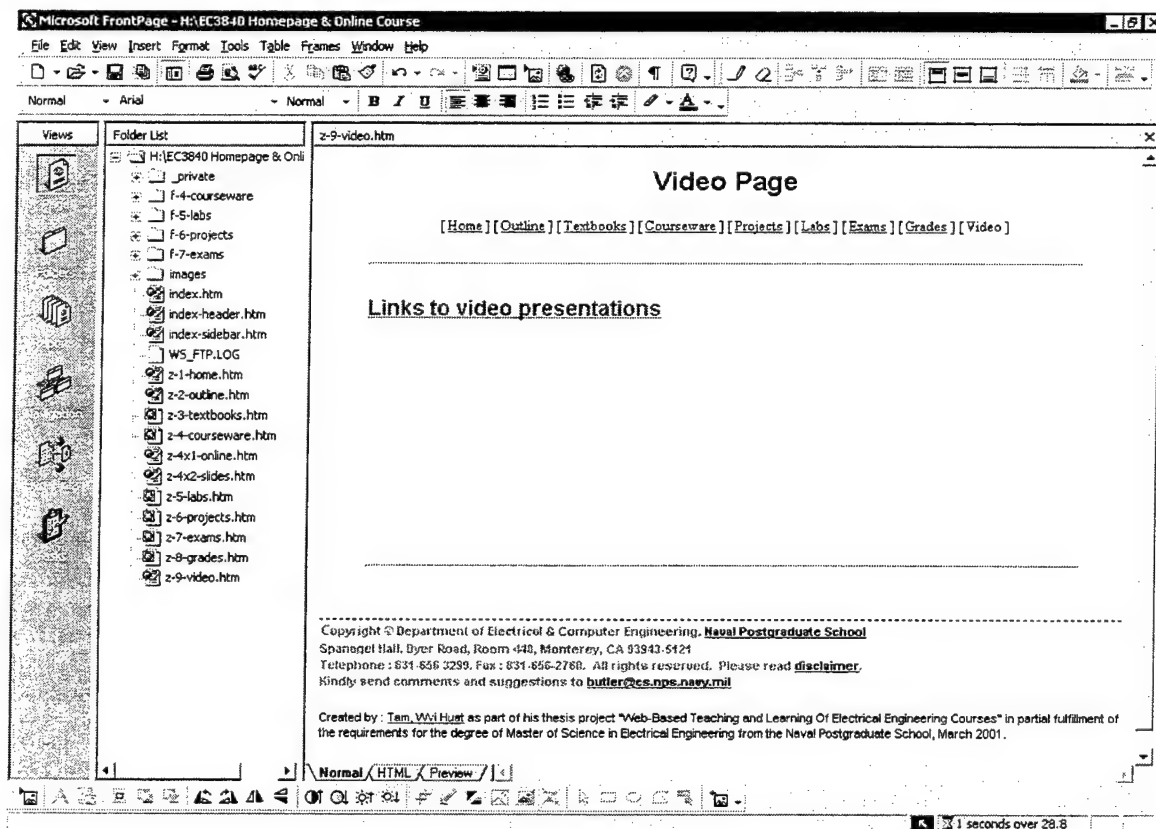 Microsoft FrontPage - H:\EC3840 Homepage & Online Course
File Edit View Insert Format Tools Table Frames Window Help
Normal Arial Normal B I U A
Views Folder List z-9-video.htm
H:\EC3840 Homepage & Onli
_private
f-4-courseware
f-5-labs
f-6-projects
f-7-exams
images
index.htm
index-header.htm
index-sidebar.htm
WS_FTP.LOG
z-1-home.htm
z-2-outline.htm
z-3-textbooks.htm
z-4-courseware.htm
z-4x1-online.htm
z-4x2-slides.htm
z-5-labs.htm
z-6-projects.htm
z-7-exams.htm
z-8-grades.htm
z-9-video.htm
Video Page
[ Home ] [ Outline ] [ Textbooks ] [ Courseware ] [ Projects ] [ Labs ] [ Exams ] [ Grades ] [ Video ]
Links to video presentations
Copyright © Department of Electrical & Computer Engineering, Naval Postgraduate School
Spanagel Hall, Dyer Road, Room 448, Monterey, CA 93943-5121
Telephone : 831-656 3299. Fax : 831-656-2760. All rights reserved. Please read disclaimer.
Kindly send comments and suggestions to butler@cs.nps.navy.mil
Created by : Tam, Wvi Huat as part of his thesis project "Web-Based Teaching and Learning Of Electrical Engineering Courses" in partial fulfillment of
the requirements for the degree of Master of Science in Electrical Engineering from the Naval Postgraduate School, March 2001.
Normal HTML Preview
1 seconds over 28.8